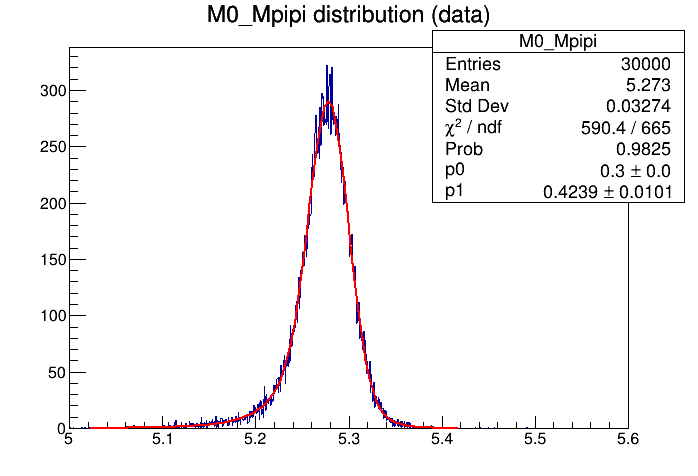 M0_Mpipi distribution (data)
M0_Mpipi
Entries 30000
Mean 5.273
Std Dev 0.03274
χ² / ndf 590.4 / 665
Prob 0.9825
p0 0.3 ± 0.0
p1 0.4239 ± 0.0101
300
250
200
150
100
50
0
5 5.1 5.2 5.3 5.4 5.5 5.6